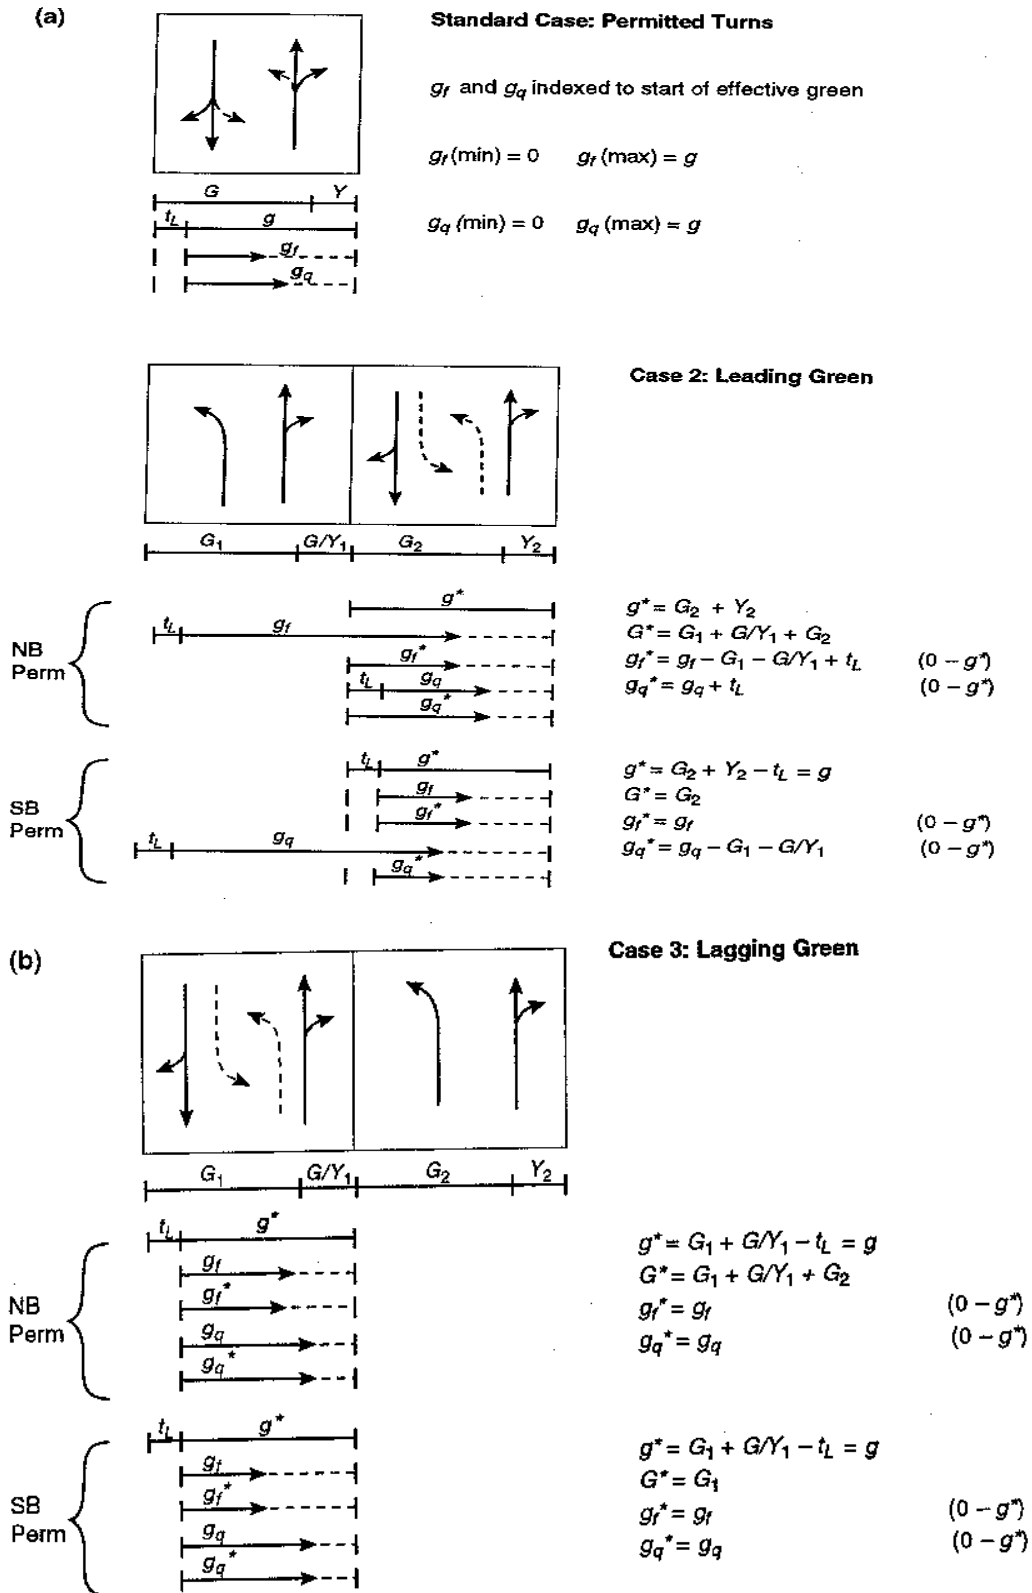 (a)
Standard Case: Permitted Turns
g_f and g_q indexed to start of effective green
g_f (min) = 0 g_f (max) = g
g_q (min) = 0 g_q (max) = g
G Y
t_L g
g_f
g_q
Case 2: Leading Green
G_1 G/Y_1 G_2 Y_2
NB
Perm
g* g* = G_2 + Y_2
t_L g_f G* = G_1 + G/Y_1 + G_2
g_f* g_f* = g_f – G_1 – G/Y_1 + t_L (0 – g*)
t_L g_q g_q* = g_q + t_L (0 – g*)
g_q*
SB
Perm
t_L g* g* = G_2 + Y_2 – t_L = g
g_f G* = G_2
g_f* g_f* = g_f (0 – g*)
t_L g_q g_q* = g_q – G_1 – G/Y_1 (0 – g*)
g_q*
(b)
Case 3: Lagging Green
G_1 G/Y_1 G_2 Y_2
NB
Perm
t_L g* g* = G_1 + G/Y_1 – t_L = g
g_f G* = G_1 + G/Y_1 + G_2
g_f* g_f* = g_f (0 – g*)
g_q g_q* = g_q (0 – g*)
g_q*
SB
Perm
t_L g* g* = G_1 + G/Y_1 – t_L = g
g_f G* = G_1
g_f* g_f* = g_f (0 – g*)
g_q g_q* = g_q (0 – g*)
g_q*